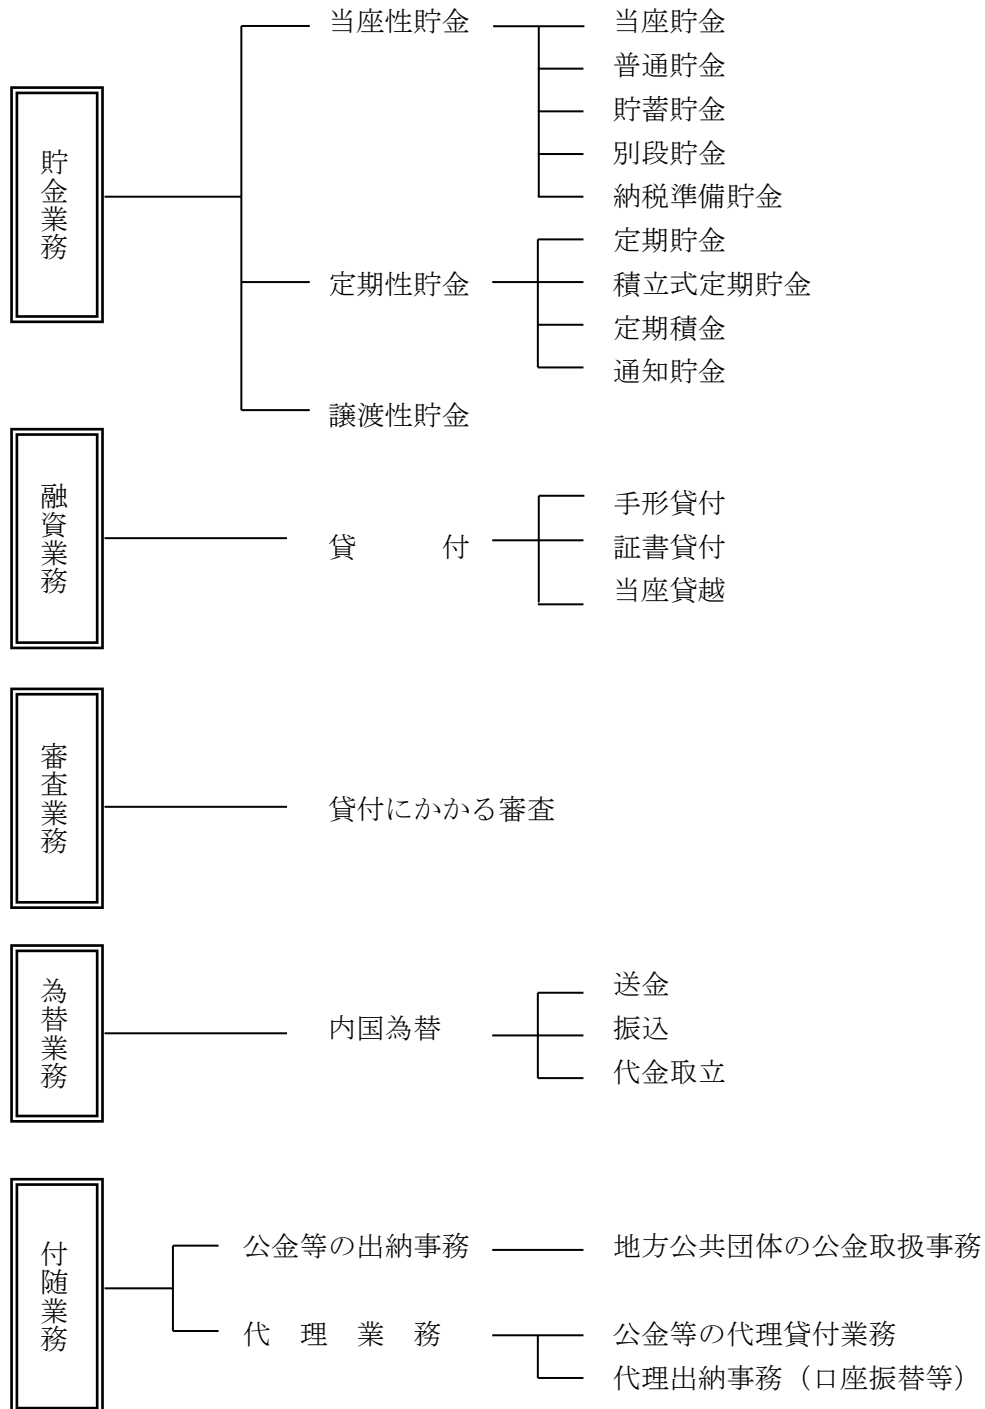 貯金業務
当座性貯金
当座貯金
普通貯金
貯蓄貯金
別段貯金
納税準備貯金
定期性貯金
定期貯金
積立式定期貯金
定期積金
通知貯金
譲渡性貯金
融資業務
貸　　　付
手形貸付
証書貸付
当座貸越
審査業務
貸付にかかる審査
為替業務
内国為替
送金
振込
代金取立
付随業務
公金等の出納事務
地方公共団体の公金取扱事務
代　理　業　務
公金等の代理貸付業務
代理出納事務（口座振替等）